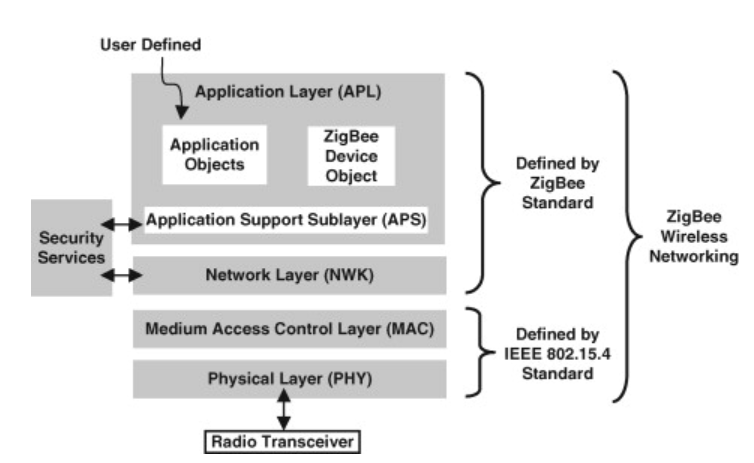 User Defined
Application Layer (APL)
Application
Objects
ZigBee
Device
Object
Application Support Sublayer (APS)
Security
Services
Network Layer (NWK)
Medium Access Control Layer (MAC)
Physical Layer (PHY)
Radio Transceiver
Defined by
ZigBee
Standard
Defined by
IEEE 802.15.4
Standard
ZigBee
Wireless
Networking